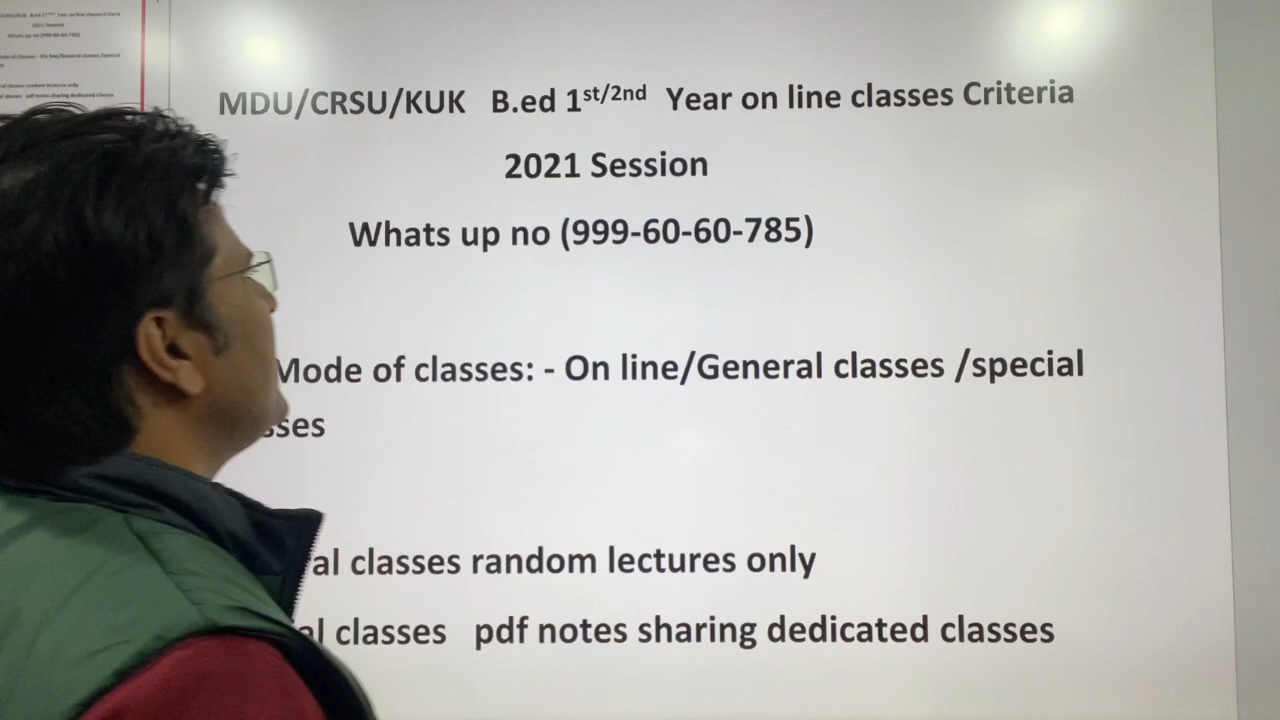 MDU/CRSU/KUK B.ed 1st/2nd Year on line classes Criteria
2021 Session
Whats up no (999-60-60-785)
Mode of classes: - On line/General classes /special
classes random lectures only
classes pdf notes sharing dedicated classes